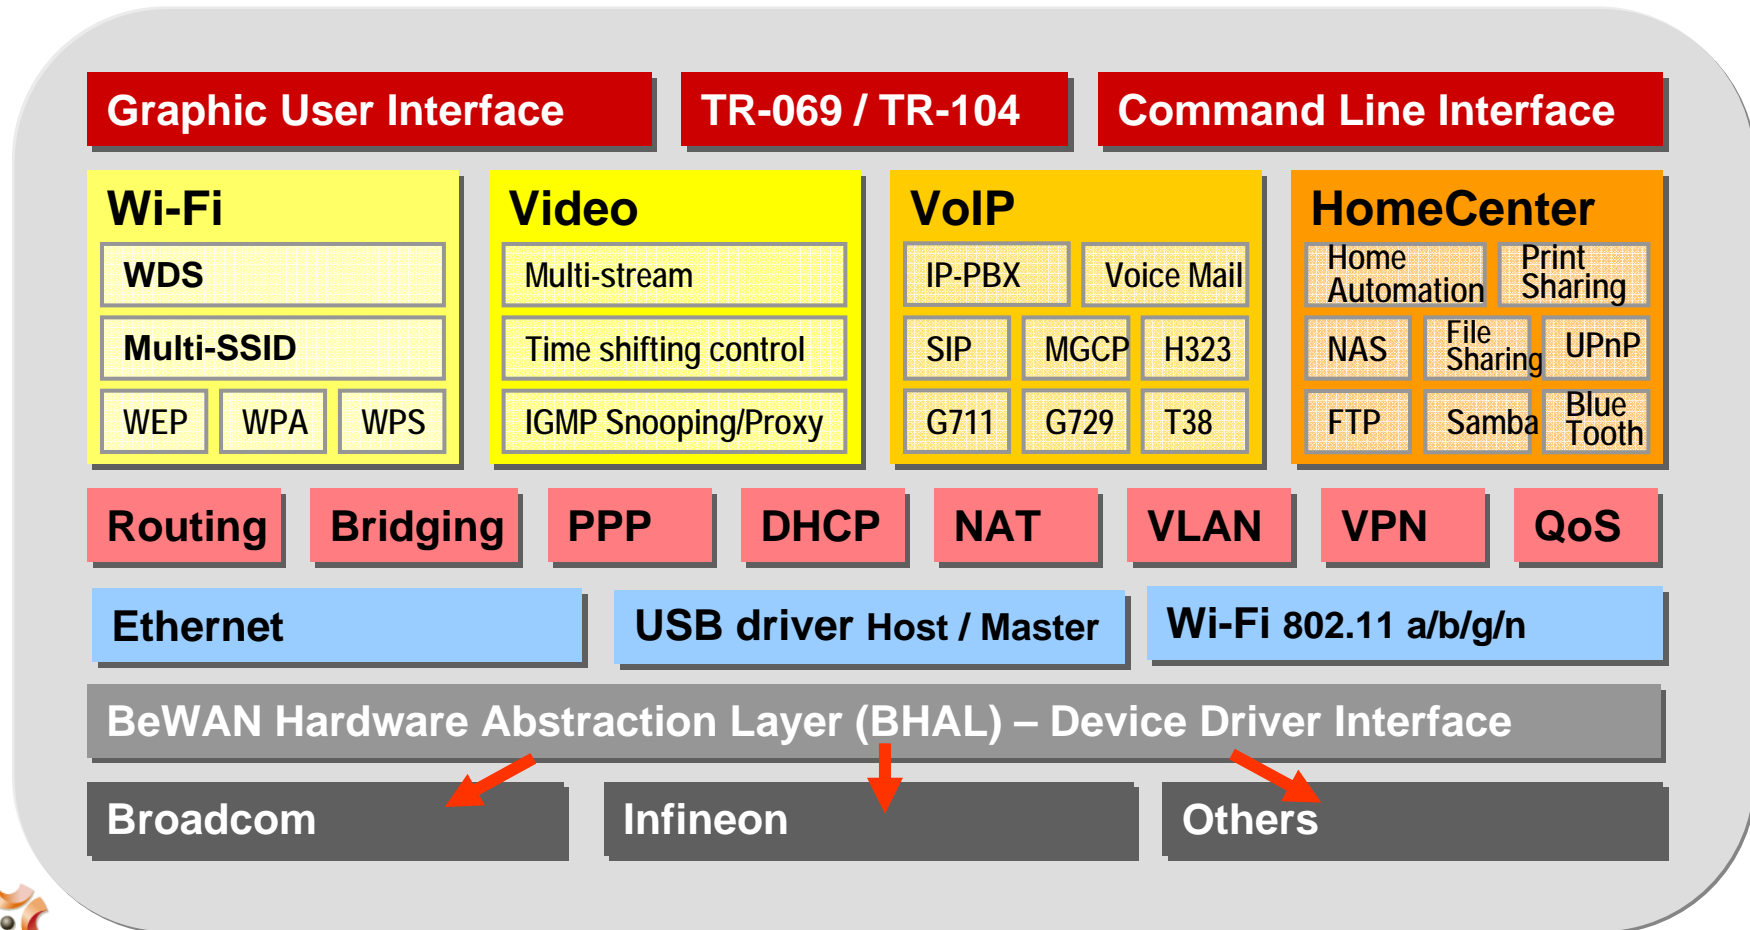 Graphic User Interface
TR-069 / TR-104
Command Line Interface
Wi-Fi
WDS
Multi-SSID
WEP
WPA
WPS
Video
Multi-stream
Time shifting control
IGMP Snooping/Proxy
VoIP
IP-PBX
Voice Mail
SIP
MGCP
H323
G711
G729
T38
HomeCenter
Home
Automation
Print
Sharing
NAS
File
Sharing
UPnP
FTP
Samba
Blue
Tooth
Routing
Bridging
PPP
DHCP
NAT
VLAN
VPN
QoS
Ethernet
USB driver Host / Master
Wi-Fi 802.11 a/b/g/n
BeWAN Hardware Abstraction Layer (BHAL) – Device Driver Interface
Broadcom
Infineon
Others